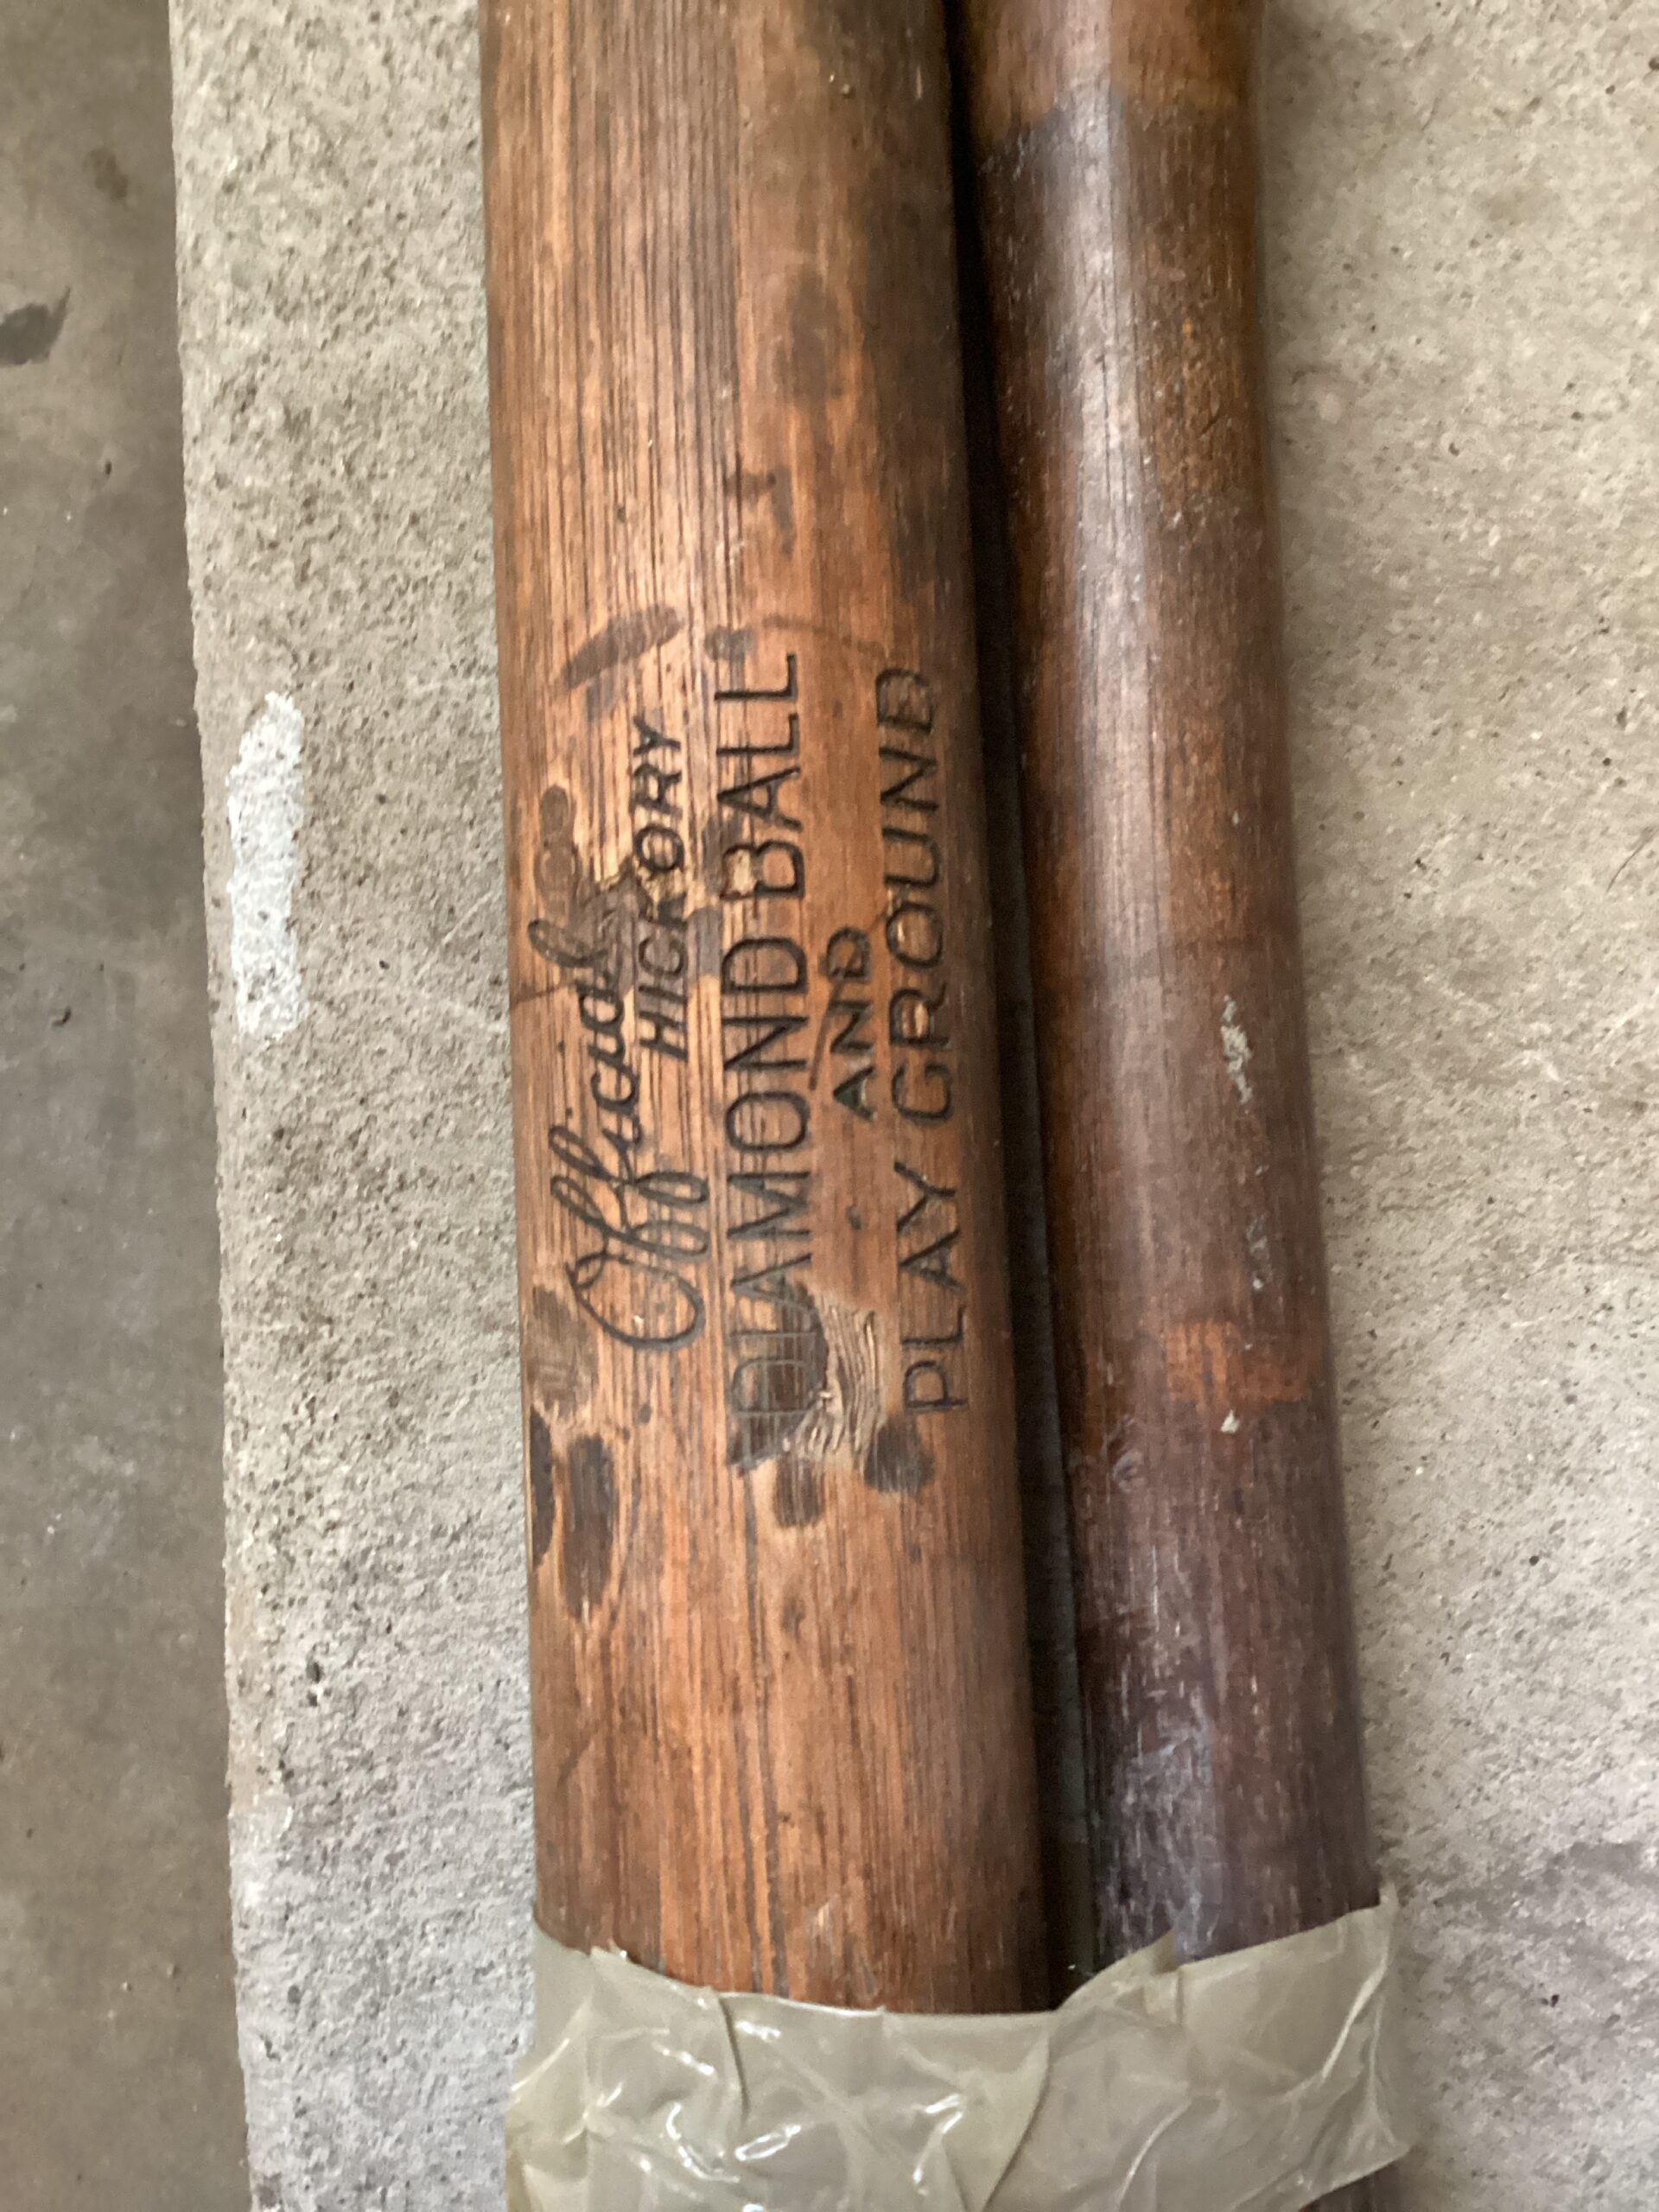 Official
HICKORY
DIAMOND BALL
AND
PLAY GROUND